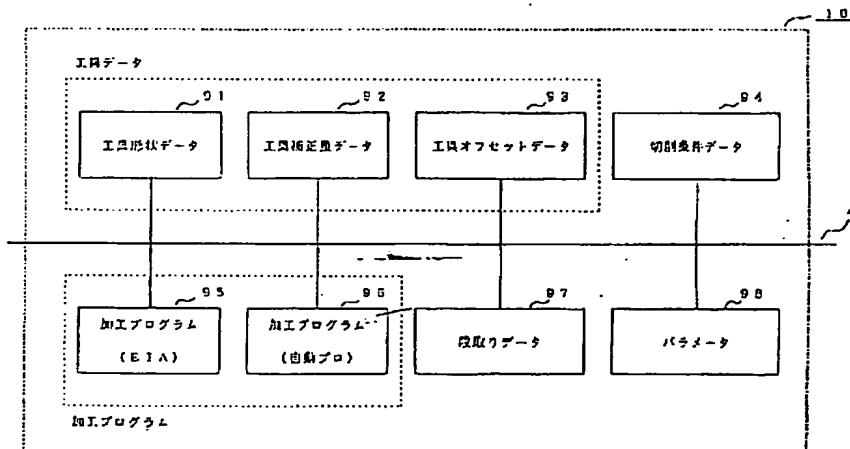 10
工具データ
91
92
93
94
工具形状データ
工具補正量データ
工具オフセットデータ
切削条件データ
4
95
96
97
98
加工プログラム
(EIA)
加工プログラム
(自動プロ)
段取りデータ
パラメータ
加工プログラム